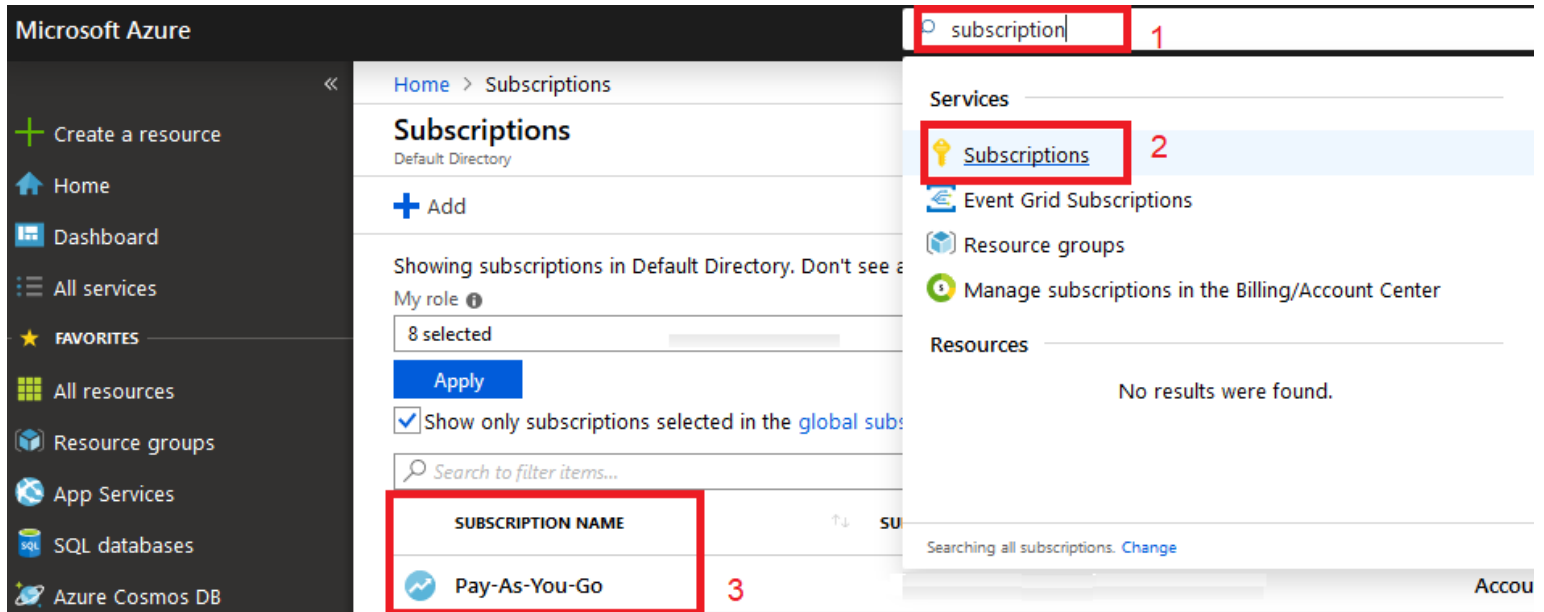 Microsoft Azure
subscription
1
«
Create a resource
Home
Dashboard
All services
FAVORITES
All resources
Resource groups
App Services
SQL databases
Azure Cosmos DB
Home > Subscriptions
Subscriptions
Default Directory
Add
Showing subscriptions in Default Directory. Don't see a
My role
8 selected
Apply
Show only subscriptions selected in the global subs
Search to filter items...
SUBSCRIPTION NAME
↑↓
SU
Pay-As-You-Go
3
Accou
Services
Subscriptions
2
Event Grid Subscriptions
Resource groups
Manage subscriptions in the Billing/Account Center
Resources
No results were found.
Searching all subscriptions. Change